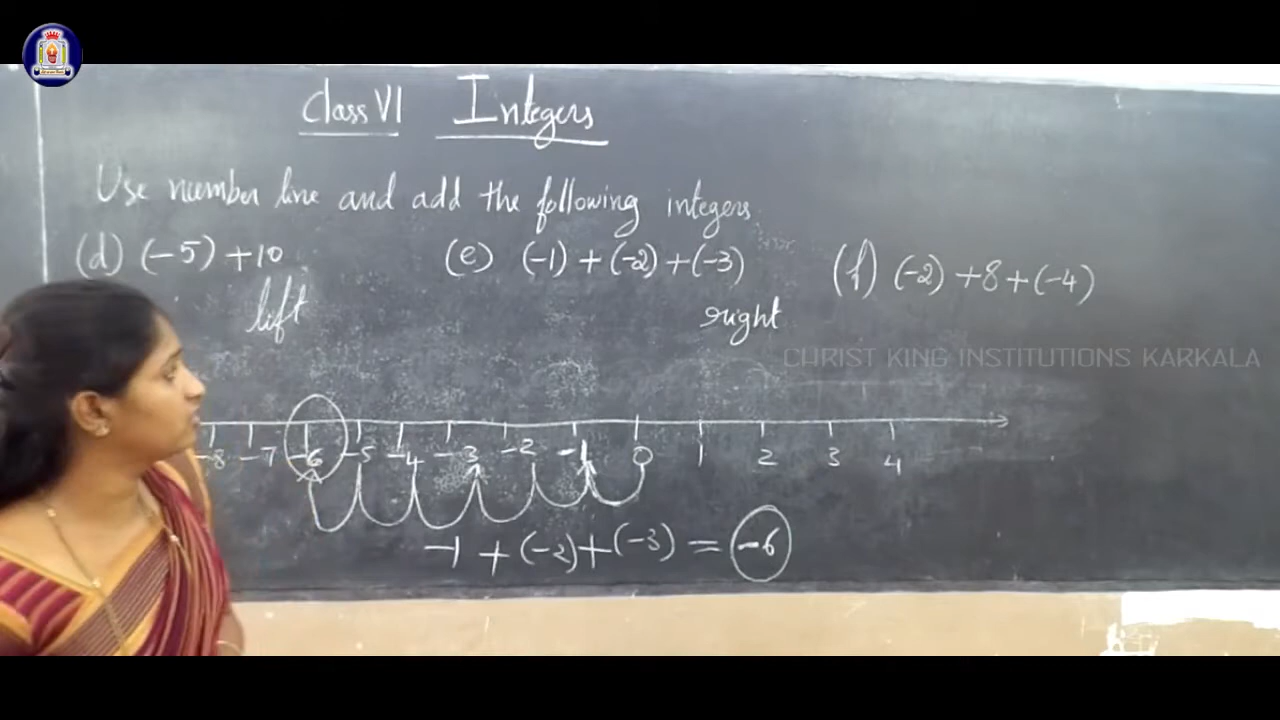 Class VI Integers
Use number line and add the following integers
(d) (-5) +10 (e) (-1) + (-2) + (-3) (f) (-2) +8 + (-4)
lift right
CHRIST KING INSTITUTIONS KARKALA
-8 -7 -6 -5 -4 -3 -2 -1 0 1 2 3 4
-1 + (-2) + (-3) = -6